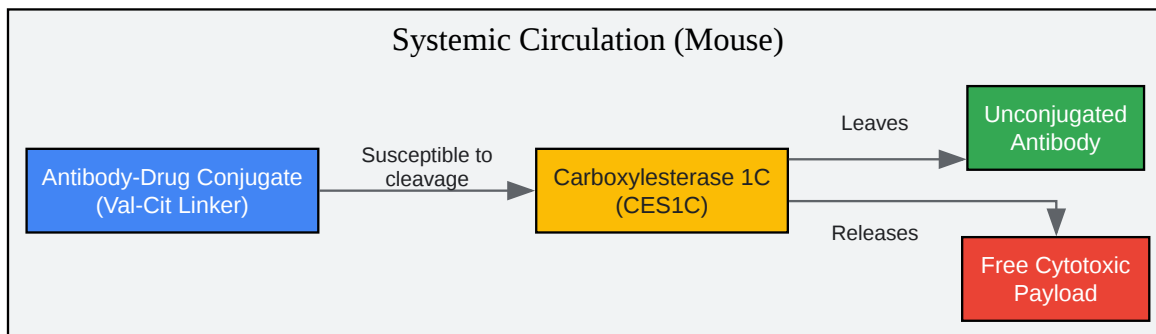 Systemic Circulation (Mouse)
Antibody-Drug Conjugate
(Val-Cit Linker)
Susceptible to
cleavage
Carboxylesterase 1C
(CES1C)
Leaves
Unconjugated
Antibody
Releases
Free Cytotoxic
Payload